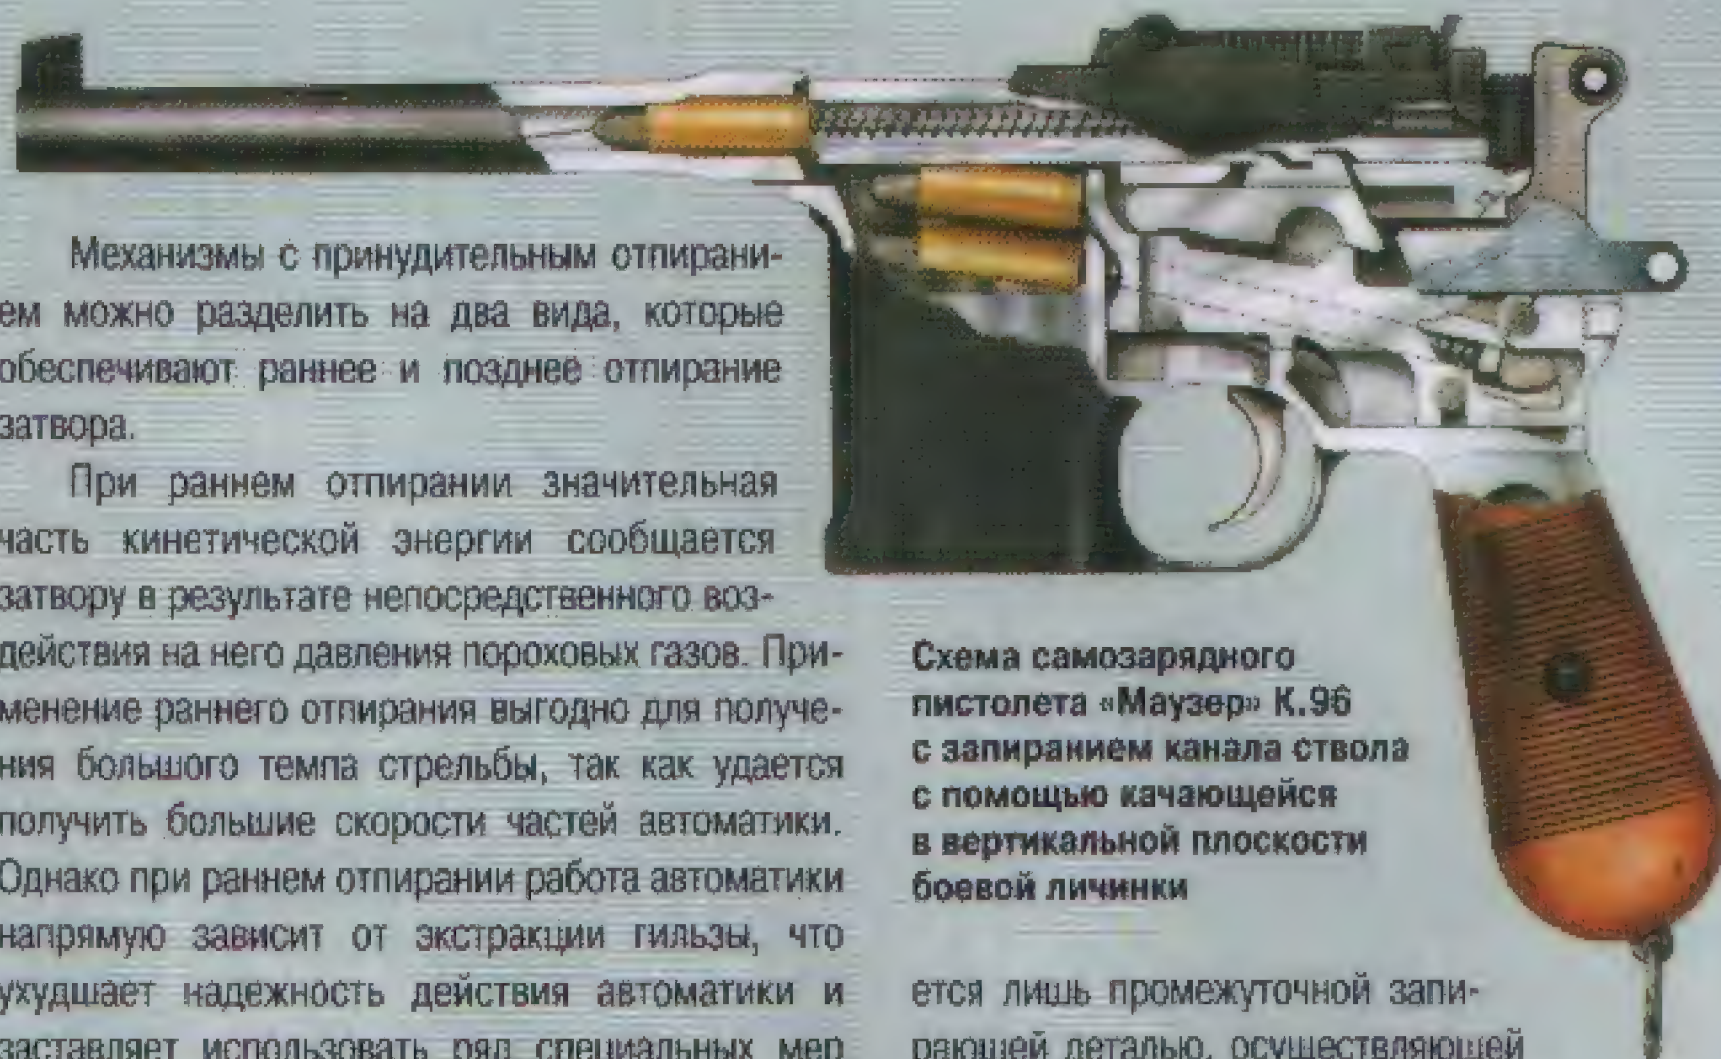 Механизмы с принудительным отпирани-
ем можно разделить на два вида, которые
обеспечивают раннее и позднее отпирание
затвора.
При раннем отпирании значительная
часть кинетической энергии сообщается
затвору в результате непосредственного воз-
действия на него давления пороховых газов. При-
менение раннего отпирания выгодно для получе-
ния большого темпа стрельбы, так как удается
получить большие скорости частей автоматики.
Однако при раннем отпирании работа автоматики
напрямую зависит от экстракции гильзы, что
ухудшает надежность действия автоматики и
заставляет использовать ряд специальных мер
Схема самозарядного
пистолета «Маузер» К.96
с запиранием канала ствола
с помощью качающейся
в вертикальной плоскости
боевой личинки
ется лишь промежуточной запи-
рающей деталью, осуществляющей